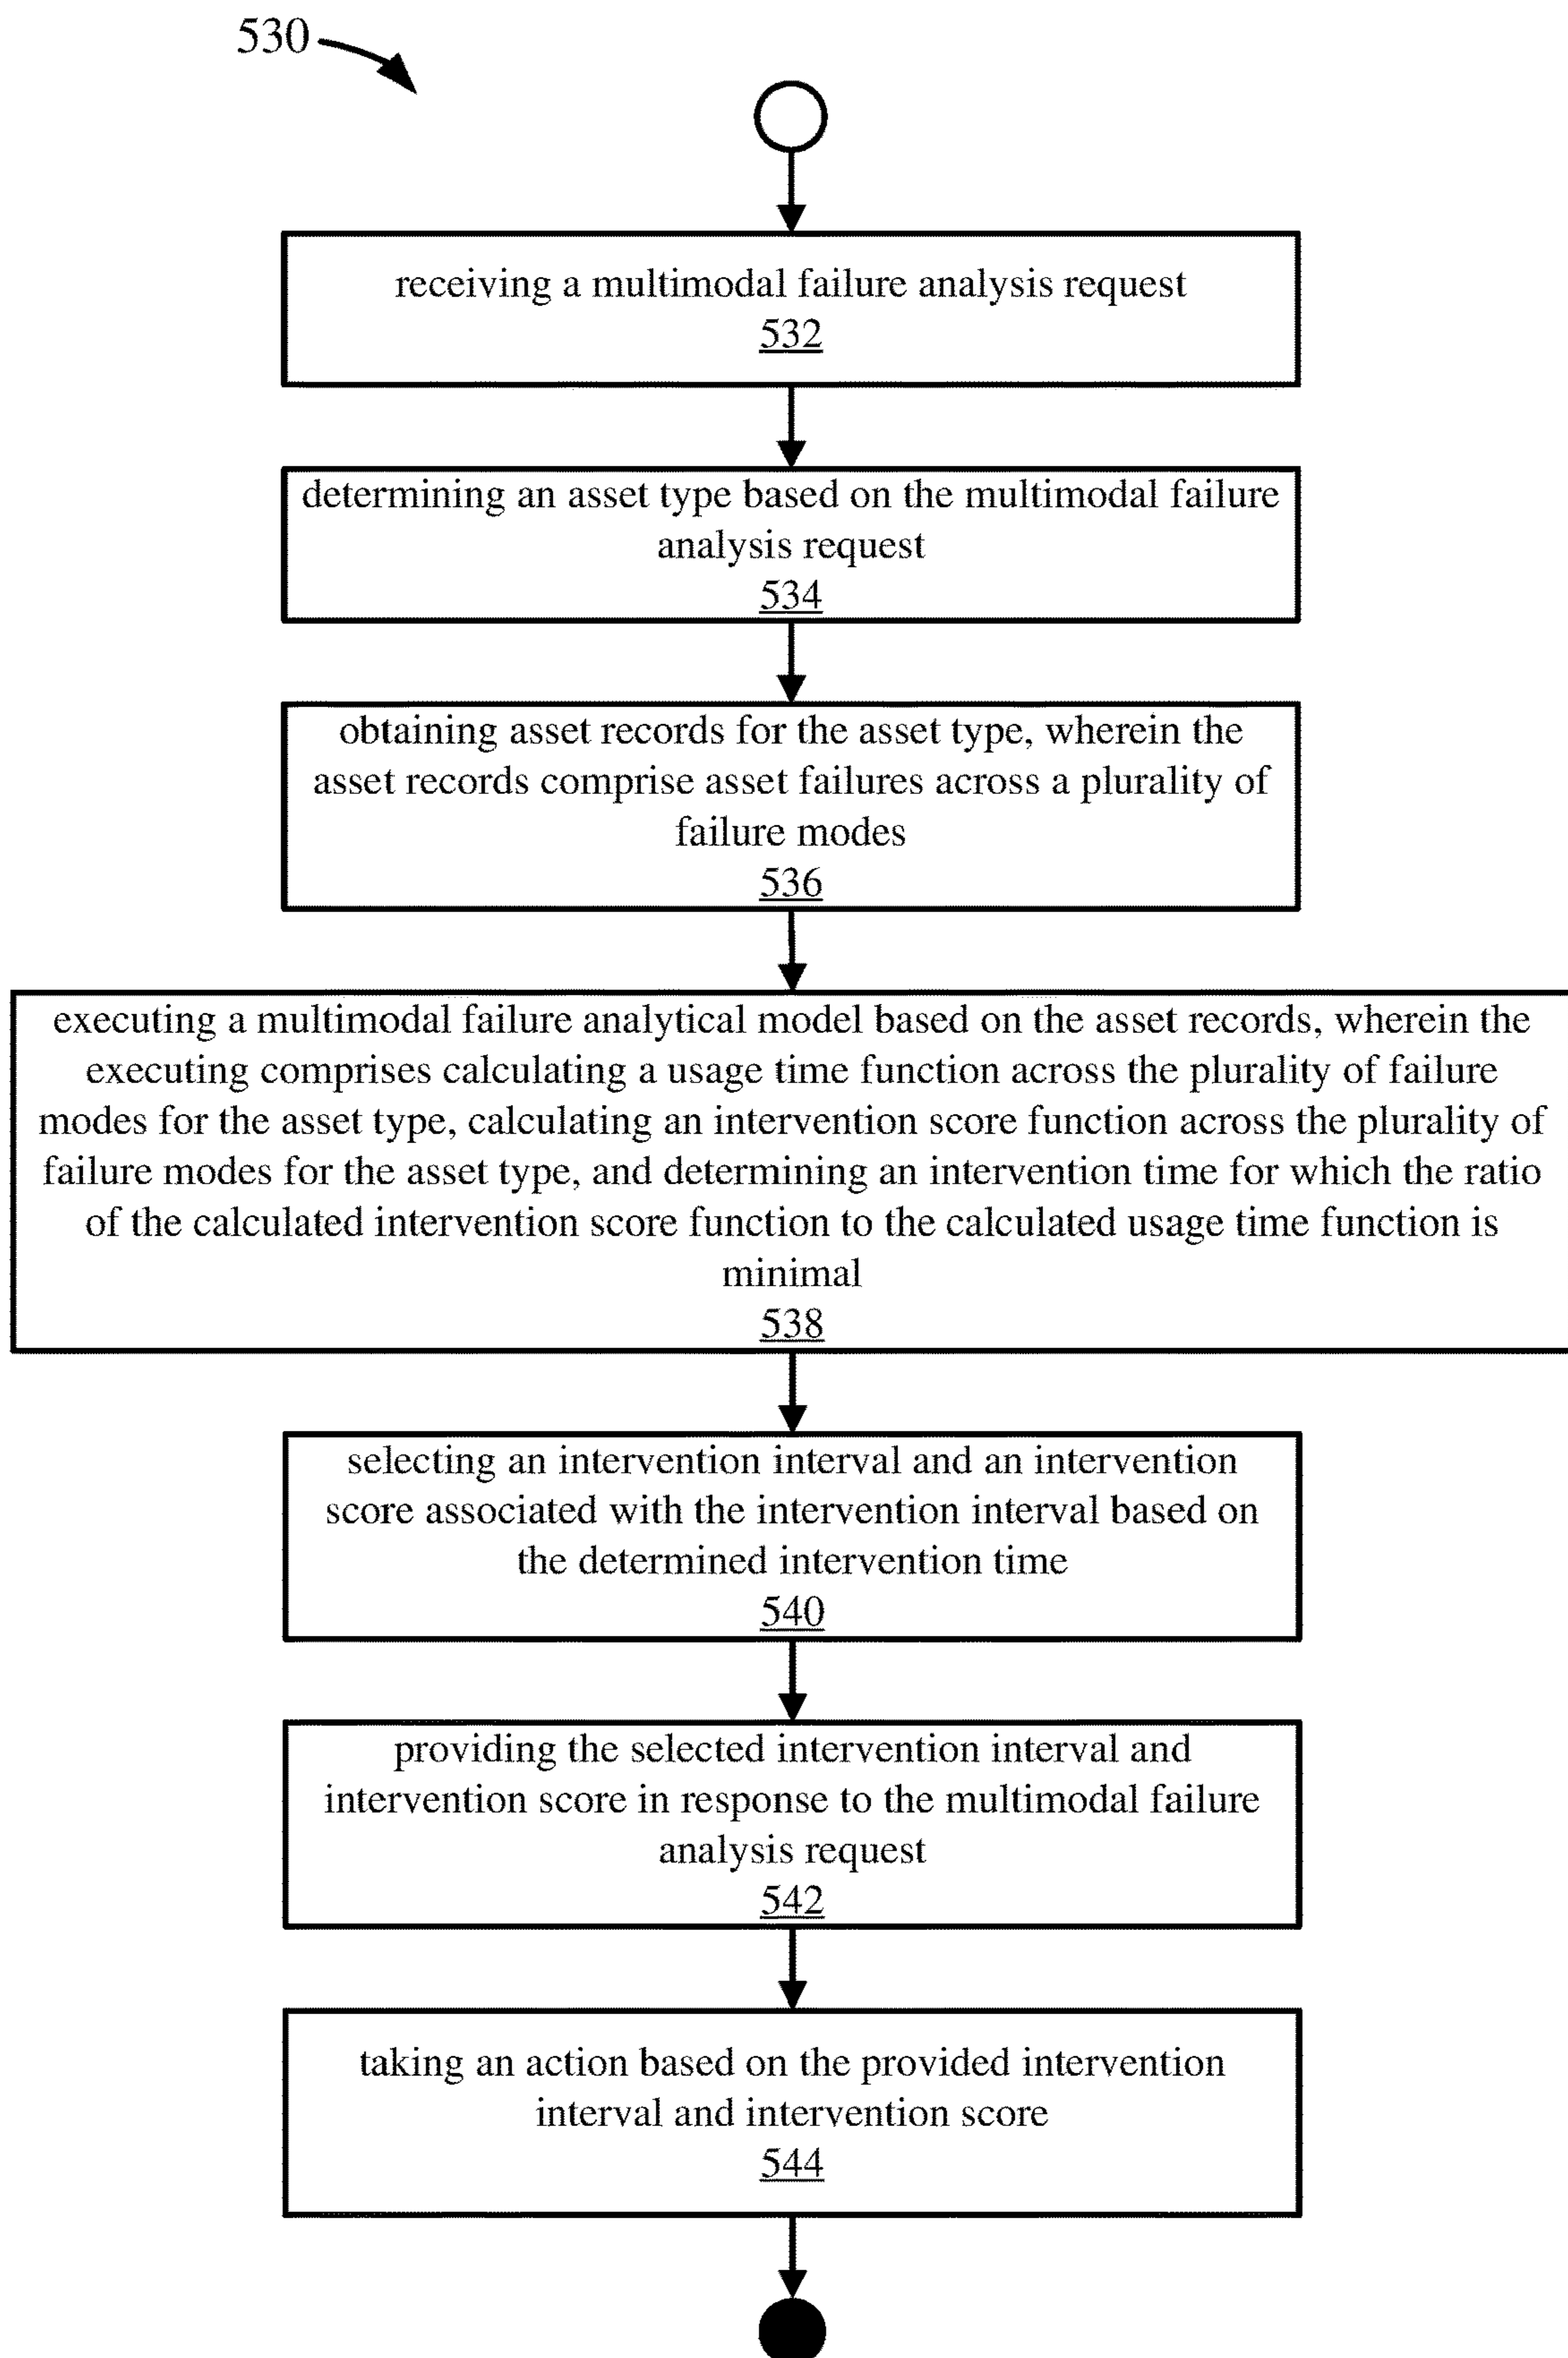 530
receiving a multimodal failure analysis request
532
determining an asset type based on the multimodal failure
analysis request
534
obtaining asset records for the asset type, wherein the
asset records comprise asset failures across a plurality of
failure modes
536
executing a multimodal failure analytical model based on the asset records, wherein the
executing comprises calculating a usage time function across the plurality of failure
modes for the asset type, calculating an intervention score function across the plurality of
failure modes for the asset type, and determining an intervention time for which the ratio
of the calculated intervention score function to the calculated usage time function is
minimal
538
selecting an intervention interval and an intervention
score associated with the intervention interval based on
the determined intervention time
540
providing the selected intervention interval and
intervention score in response to the multimodal failure
analysis request
542
taking an action based on the provided intervention
interval and intervention score
544